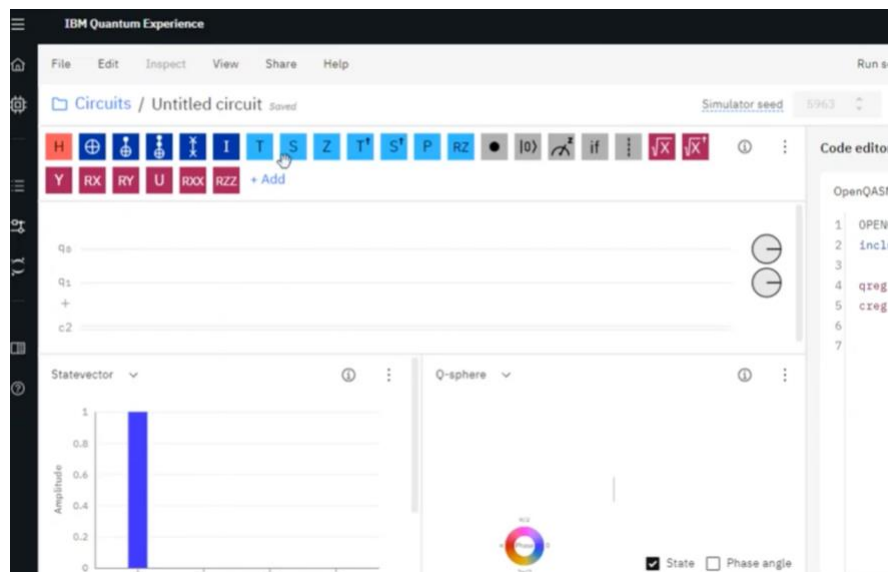 IBM Quantum Experience
File Edit Inspect View Share Help
Run s
Circuits / Untitled circuit Saved
Simulator seed 5963
H I T S Z T† S† P RZ |0⟩ z if √X √X†
Code edito
Y RX RY U RXX RZZ + Add
OpenQASM
1 OPEN
2 incl
3
4 qreg
5 creg
6
7
q0
q1
+
c2
Statevector
Q-sphere
Amplitude
1
0.8
0.6
0.4
0.2
0
Phase
State Phase angle